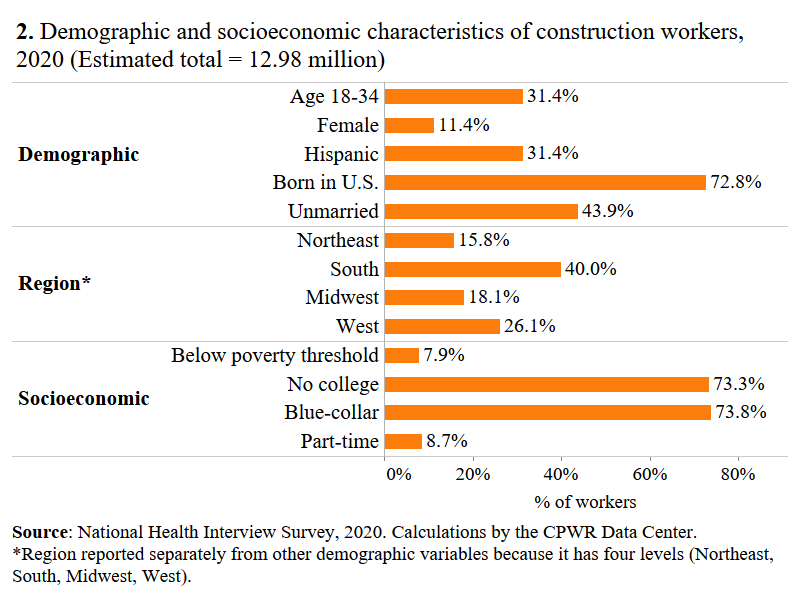 2. Demographic and socioeconomic characteristics of construction workers,
2020 (Estimated total = 12.98 million)
Demographic
Age 18-34 31.4%
Female 11.4%
Hispanic 31.4%
Born in U.S. 72.8%
Unmarried 43.9%
Region*
Northeast 15.8%
South 40.0%
Midwest 18.1%
West 26.1%
Socioeconomic
Below poverty threshold 7.9%
No college 73.3%
Blue-collar 73.8%
Part-time 8.7%
0% 20% 40% 60% 80%
% of workers
Source: National Health Interview Survey, 2020. Calculations by the CPWR Data Center.
*Region reported separately from other demographic variables because it has four levels (Northeast,
South, Midwest, West).